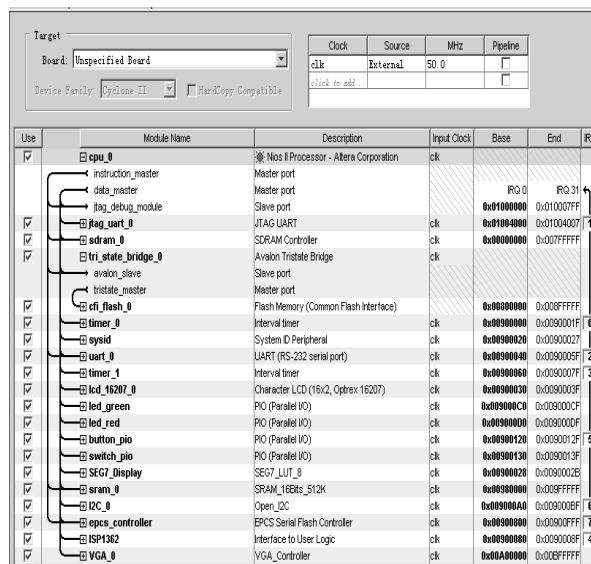 Target
Board: Unspecified Board
Device Family: Cyclone II HardCopy Compatible
Clock Source MHz Pipeline
clk External 50.0
click to add...
Use Module Name Description Input Clock Base End IR
cpu_0 Nios II Processor - Altera Corporation clk
instruction_master Master port
data_master Master port IRQ 0 IRQ 31
jtag_debug_module Slave port 0x01000000 0x010007FF
jtag_uart_0 JTAG UART clk 0x01004000 0x01004007 1
sdram_0 SDRAM Controller clk 0x00000000 0x007FFFFF
tri_state_bridge_0 Avalon Tristate Bridge clk
avalon_slave Slave port
tristate_master Master port
cfi_flash_0 Flash Memory (Common Flash Interface) 0x00800000 0x008FFFFF
timer_0 Interval timer clk 0x00900000 0x0090001F 0
sysid System ID Peripheral clk 0x00900020 0x00900027
uart_0 UART (RS-232 serial port) clk 0x00900040 0x0090005F 2
timer_1 Interval timer clk 0x00900060 0x0090007F 3
lcd_16207_0 Character LCD (16x2, Optrex 16207) clk 0x00900030 0x0090003F
led_green PIO (Parallel I/O) clk 0x009000C0 0x009000CF
led_red PIO (Parallel I/O) clk 0x009000D0 0x009000DF
button_pio PIO (Parallel I/O) clk 0x00900120 0x0090012F 5
switch_pio PIO (Parallel I/O) clk 0x00900130 0x0090013F
SEG7_Display SEG7_LUT_8 clk 0x00900028 0x0090002B
sram_0 SRAM_16Bits_512K clk 0x00980000 0x009FFFFF
I2C_0 Open_I2C clk 0x009000A0 0x009000BF 6
epcs_controller EPCS Serial Flash Controller clk 0x00900800 0x00900FFF 7
ISP1362 Interface to User Logic clk 0x00900080 0x0090008F 4
VGA_0 VGA_Controller clk 0x00A00000 0x00BFFFFF